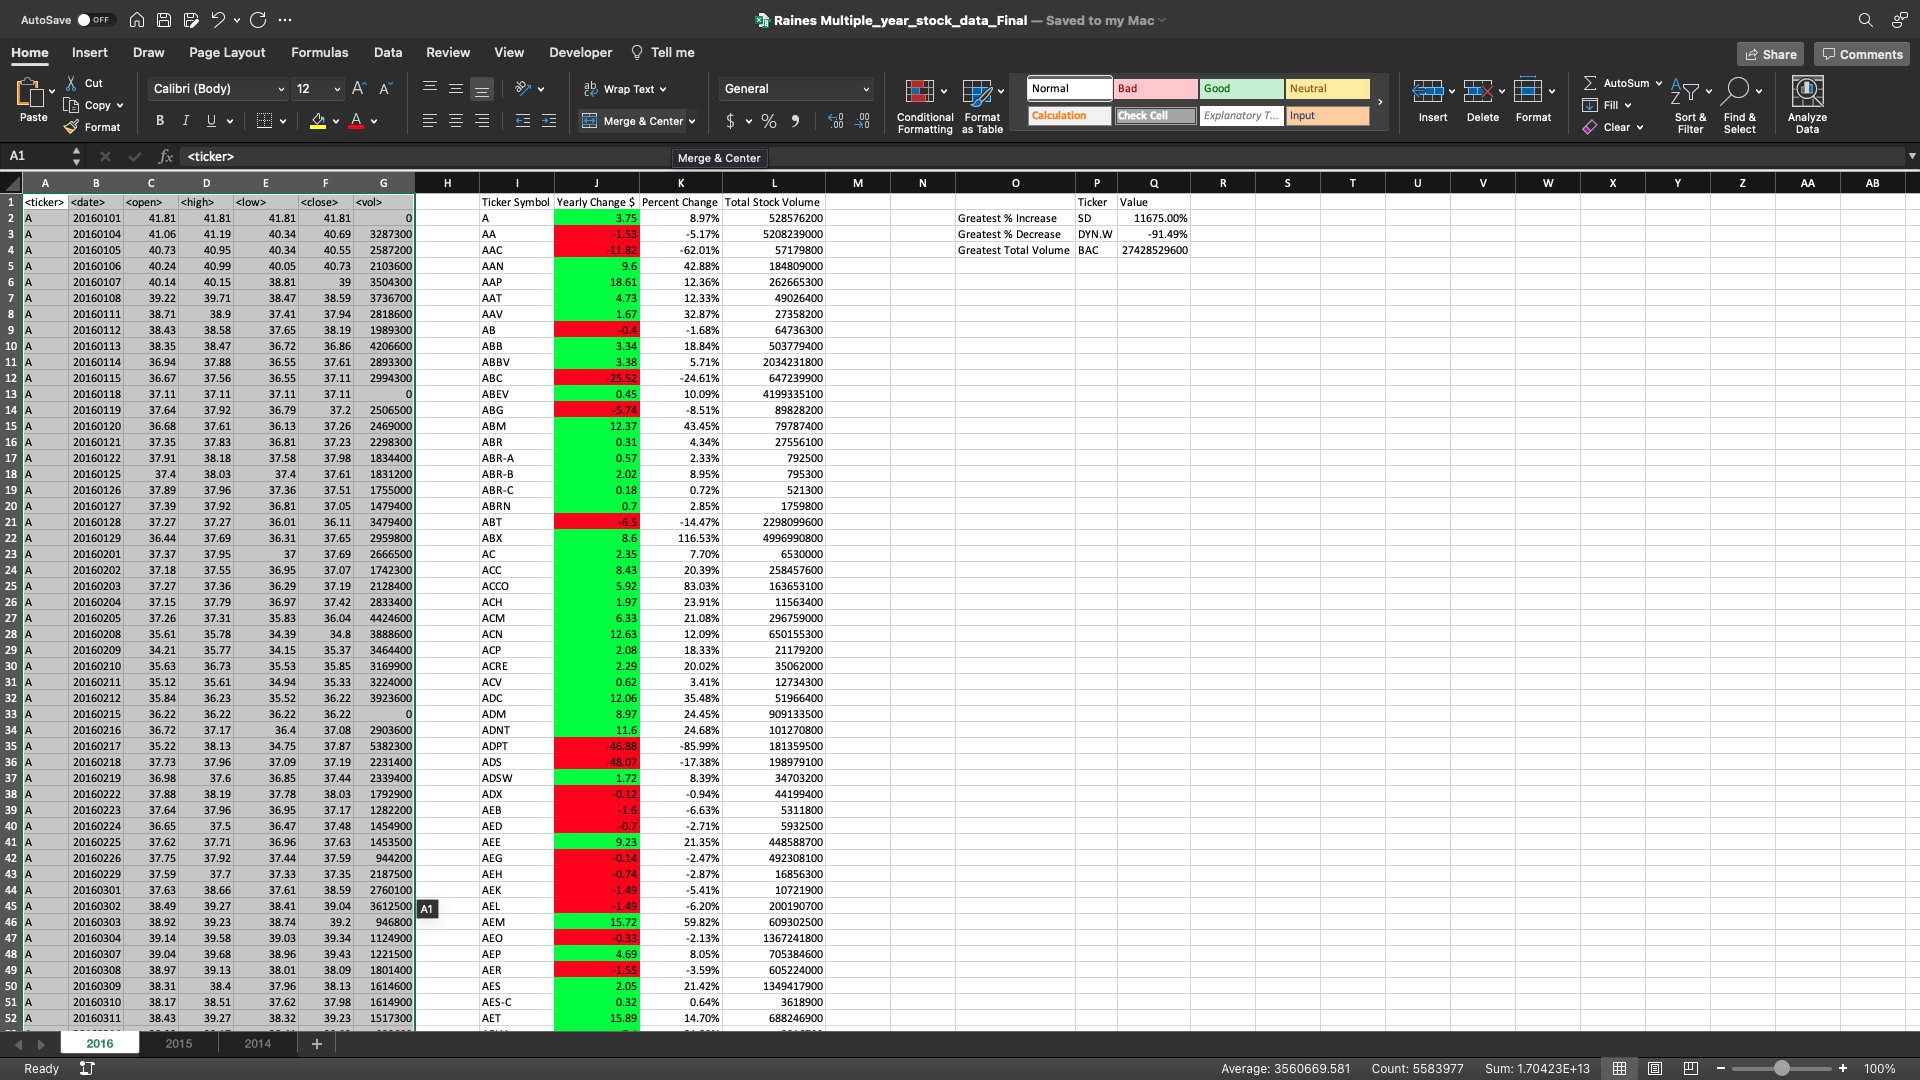 AutoSave OFF Raines Multiple_year_stock_data_Final — Saved to my Mac
Home Insert Draw Page Layout Formulas Data Review View Developer Tell me Share Comments
Paste Cut Copy Format
Calibri (Body) 12
B I U A A A
ab Wrap Text
Merge & Center
General
$ % 9
Conditional Formatting
Format as Table
Normal Bad Good Neutral
Calculation Check Cell Explanatory T... Input
Insert Delete Format
AutoSum Fill Clear
Sort & Filter
Find & Select
Analyze Data
A1 fx <ticker>
Merge & Center
A B C D E F G H I J K L M N O P Q R S T U V W X Y Z AA AB
1 <ticker> <date> <open> <high> <low> <close> <vol> Ticker Symbol Yearly Change $ Percent Change Total Stock Volume Ticker Value
2 A 20160101 41.81 41.81 41.81 41.81 0 A 3.75 8.97% 528576200 Greatest % Increase SD 11675.00%
3 A 20160104 41.06 41.19 40.34 40.69 3287300 AA -1.53 -5.17% 5208239000 Greatest % Decrease DYN.W -91.49%
4 A 20160105 40.73 40.95 40.34 40.55 2587200 AAC -11.82 -62.01% 57179800 Greatest Total Volume BAC 27428529600
5 A 20160106 40.24 40.99 40.05 40.73 2103600 AAN 9.6 42.88% 184809000
6 A 20160107 40.14 40.15 38.81 39 3504300 AAP 18.61 12.36% 262665300
7 A 20160108 39.22 39.71 38.47 38.59 3736700 AAT 4.73 12.33% 49026400
8 A 20160111 38.71 38.9 37.41 37.94 2818600 AAV 1.67 32.87% 27358200
9 A 20160112 38.43 38.58 37.65 38.19 1989300 AB -0.4 -1.68% 64736300
10 A 20160113 38.35 38.47 36.72 36.86 4206600 ABB 3.34 18.84% 503779400
11 A 20160114 36.94 37.88 36.55 37.61 2893300 ABBV 3.38 5.71% 2034231800
12 A 20160115 36.67 37.56 36.55 37.11 2994300 ABC -25.52 -24.61% 647239900
13 A 20160118 37.11 37.11 37.11 37.11 0 ABEV 0.45 10.09% 4199335100
14 A 20160119 37.64 37.92 36.79 37.2 2506500 ABG -5.74 -8.51% 89828200
15 A 20160120 36.68 37.61 36.13 37.26 2469000 ABM 12.37 43.45% 79787400
16 A 20160121 37.35 37.83 36.81 37.23 2298300 ABR 0.31 4.34% 27556100
17 A 20160122 37.91 38.18 37.58 37.98 1834400 ABR-A 0.57 2.33% 792500
18 A 20160125 37.4 38.03 37.4 37.61 1831200 ABR-B 2.02 8.95% 795300
19 A 20160126 37.89 37.96 37.36 37.51 1755000 ABR-C 0.18 0.72% 521300
20 A 20160127 37.39 37.92 36.81 37.05 1479400 ABRN 0.7 2.85% 1759800
21 A 20160128 37.27 37.27 36.01 36.11 3479400 ABT -6.5 -14.47% 2298099600
22 A 20160129 36.44 37.69 36.31 37.65 2959800 ABX 8.6 116.53% 4996990800
23 A 20160201 37.37 37.95 37 37.69 2666500 AC 2.35 7.70% 6530000
24 A 20160202 37.18 37.55 36.95 37.07 1742300 ACC 8.43 20.39% 258457600
25 A 20160203 37.27 37.36 36.29 37.19 2128400 ACCO 5.92 83.03% 163653100
26 A 20160204 37.15 37.79 36.97 37.42 2833400 ACH 1.97 23.91% 11563400
27 A 20160205 37.26 37.31 35.83 36.04 4424600 ACM 6.33 21.08% 296759000
28 A 20160208 35.61 35.78 34.39 34.8 3888600 ACN 12.63 12.09% 650155300
29 A 20160209 34.21 35.77 34.15 35.37 3464400 ACP 2.08 18.33% 21179200
30 A 20160210 35.63 36.73 35.53 35.85 3169900 ACRE 2.29 20.02% 35062000
31 A 20160211 35.12 35.61 34.94 35.33 3224000 ACV 0.62 3.41% 12734300
32 A 20160212 35.84 36.23 35.52 36.22 3923600 ADC 12.06 35.48% 51966400
33 A 20160215 36.22 36.22 36.22 36.22 0 ADM 8.97 24.45% 909133500
34 A 20160216 36.72 37.17 36.4 37.08 2903600 ADNT 11.6 24.68% 101270800
35 A 20160217 35.22 38.13 34.75 37.87 5382300 ADPT -46.88 -85.99% 181359500
36 A 20160218 37.73 37.96 37.09 37.19 2231400 ADS -48.07 -17.38% 198979100
37 A 20160219 36.98 37.6 36.85 37.44 2339400 ADSW 1.72 8.39% 34703200
38 A 20160222 37.88 38.19 37.78 38.03 1792900 ADX -0.12 -0.94% 44199400
39 A 20160223 37.64 37.96 36.95 37.17 1282200 AEB -1.6 -6.63% 5311800
40 A 20160224 36.65 37.5 36.47 37.48 1454900 AED -0.7 -2.71% 5932500
41 A 20160225 37.62 37.71 36.96 37.63 1453500 AEE 9.23 21.35% 448588700
42 A 20160226 37.75 37.92 37.44 37.59 944200 AEG -0.14 -2.47% 492308100
43 A 20160229 37.59 37.7 37.33 37.35 2187500 AEH -0.74 -2.87% 16856300
44 A 20160301 37.63 38.66 37.61 38.59 2760100 AEK -1.49 -5.41% 10721900
45 A 20160302 38.49 39.27 38.41 39.04 3612500 A1 AEL -1.49 -6.20% 200190700
46 A 20160303 38.92 39.23 38.74 39.2 946800 AEM 15.72 59.82% 609302500
47 A 20160304 39.14 39.58 39.03 39.34 1124900 AEO -0.33 -2.13% 1367241800
48 A 20160307 39.04 39.68 38.96 39.43 1221500 AEP 4.69 8.05% 705384600
49 A 20160308 38.97 39.13 38.01 38.09 1801400 AER -1.55 -3.59% 605224000
50 A 20160309 38.31 38.4 37.96 38.13 1614600 AES 2.05 21.42% 1349417900
51 A 20160310 38.17 38.51 37.62 37.98 1614900 AES-C 0.32 0.64% 3618900
52 A 20160311 38.43 39.27 38.32 39.23 1517300 AET 15.89 14.70% 688246900
2016 2015 2014 +
Ready Average: 3560669.581 Count: 5583977 Sum: 1.70423E+13 − + 100%